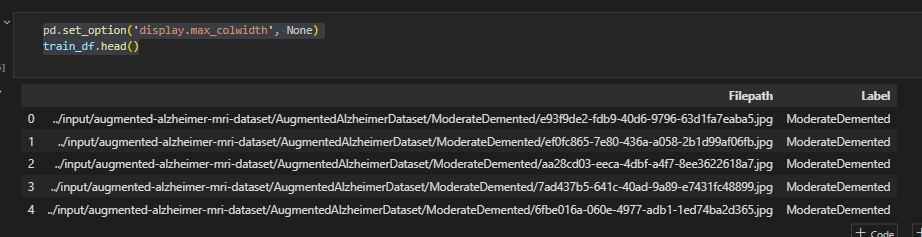 pd.set_option('display.max_colwidth', None)
train_df.head()
Filepath Label
0 ../input/augmented-alzheimer-mri-dataset/AugmentedAlzheimerDataset/ModerateDemented/e93f9de2-fdb9-40d6-9796-63d1fa7eaba5.jpg ModerateDemented
1 ../input/augmented-alzheimer-mri-dataset/AugmentedAlzheimerDataset/ModerateDemented/ef0fc865-7e80-436a-a058-2b1d99af06fb.jpg ModerateDemented
2 ../input/augmented-alzheimer-mri-dataset/AugmentedAlzheimerDataset/ModerateDemented/aa28cd03-eeca-4dbf-a4f7-8ee3622618a7.jpg ModerateDemented
3 ../input/augmented-alzheimer-mri-dataset/AugmentedAlzheimerDataset/ModerateDemented/7ad437b5-641c-40ad-9a89-e7431fc48899.jpg ModerateDemented
4 ../input/augmented-alzheimer-mri-dataset/AugmentedAlzheimerDataset/ModerateDemented/6fbe016a-060e-4977-adb1-1ed74ba2d365.jpg ModerateDemented
+ Code